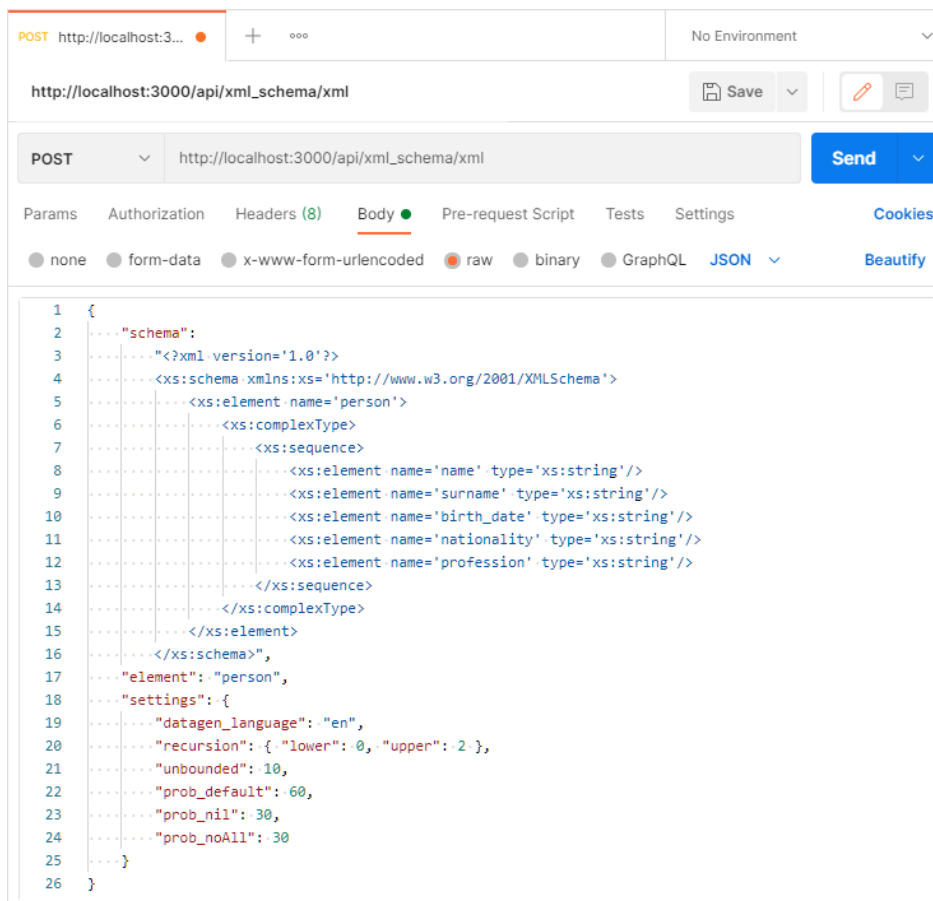 POST http://localhost:3... + ooo No Environment
http://localhost:3000/api/xml_schema/xml Save
POST http://localhost:3000/api/xml_schema/xml Send
Params Authorization Headers (8) Body Pre-request Script Tests Settings Cookies
none form-data x-www-form-urlencoded raw binary GraphQL JSON Beautify
1 {
2 "schema":
3 "<?xml version='1.0'?>
4 <xs:schema xmlns:xs='http://www.w3.org/2001/XMLSchema'>
5 <xs:element name='person'>
6 <xs:complexType>
7 <xs:sequence>
8 <xs:element name='name' type='xs:string'/>
9 <xs:element name='surname' type='xs:string'/>
10 <xs:element name='birth_date' type='xs:string'/>
11 <xs:element name='nationality' type='xs:string'/>
12 <xs:element name='profession' type='xs:string'/>
13 </xs:sequence>
14 </xs:complexType>
15 </xs:element>
16 </xs:schema>",
17 "element": "person",
18 "settings": {
19 "datagen_language": "en",
20 "recursion": { "lower": 0, "upper": 2 },
21 "unbounded": 10,
22 "prob_default": 60,
23 "prob_nil": 30,
24 "prob_noAll": 30
25 }
26 }